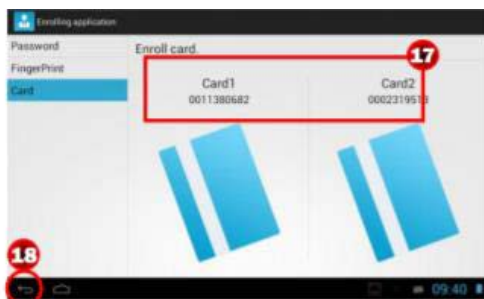 Enrolling application
Password
FingerPrint
Card
Enroll card.
17
Card1
0011380682
Card2
18
09:40